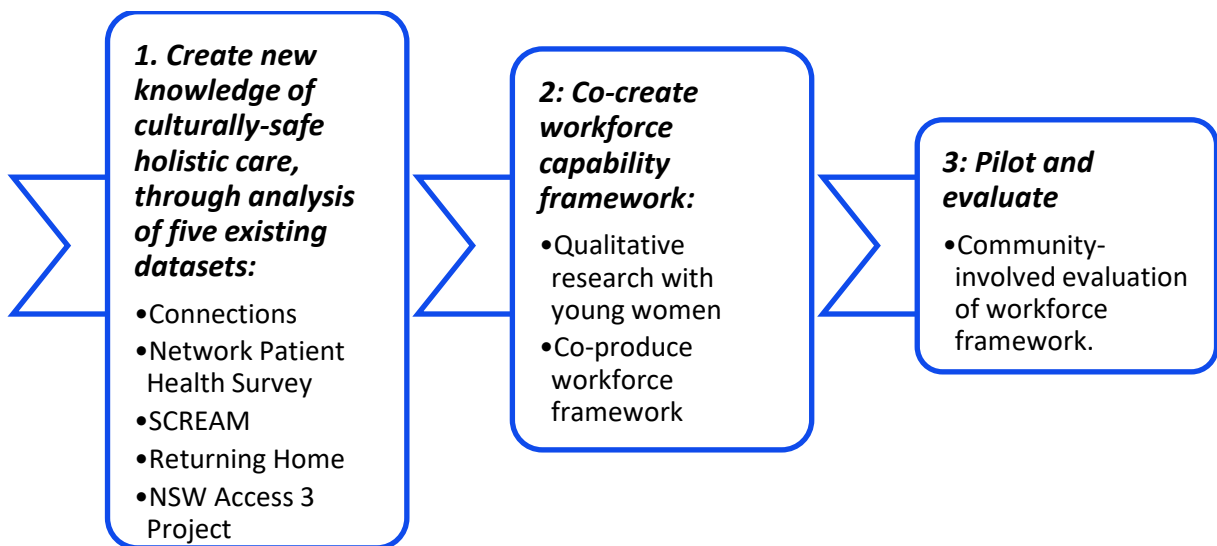 1. Create new
knowledge of
culturally-safe
holistic care,
through analysis
of five existing
datasets:
•Connections
•Network Patient
Health Survey
•SCREAM
•Returning Home
•NSW Access 3
Project
2: Co-create
workforce
capability
framework:
•Qualitative
research with
young women
•Co-produce
workforce
framework
3: Pilot and
evaluate
•Community-
involved evaluation
of workforce
framework.